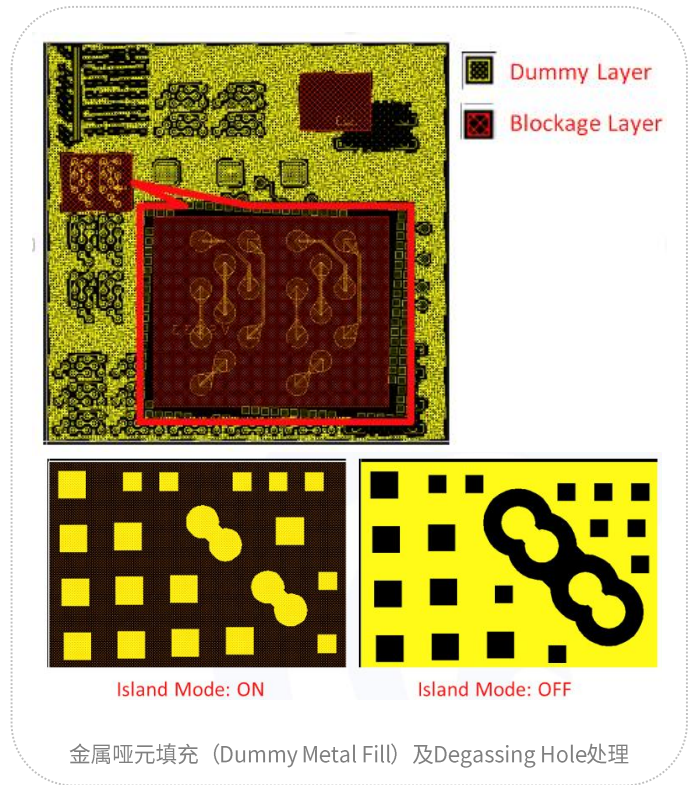 Dummy Layer
Blockage Layer
Island Mode: ON
Island Mode: OFF
金属哑元填充（Dummy Metal Fill）及Degassing Hole处理